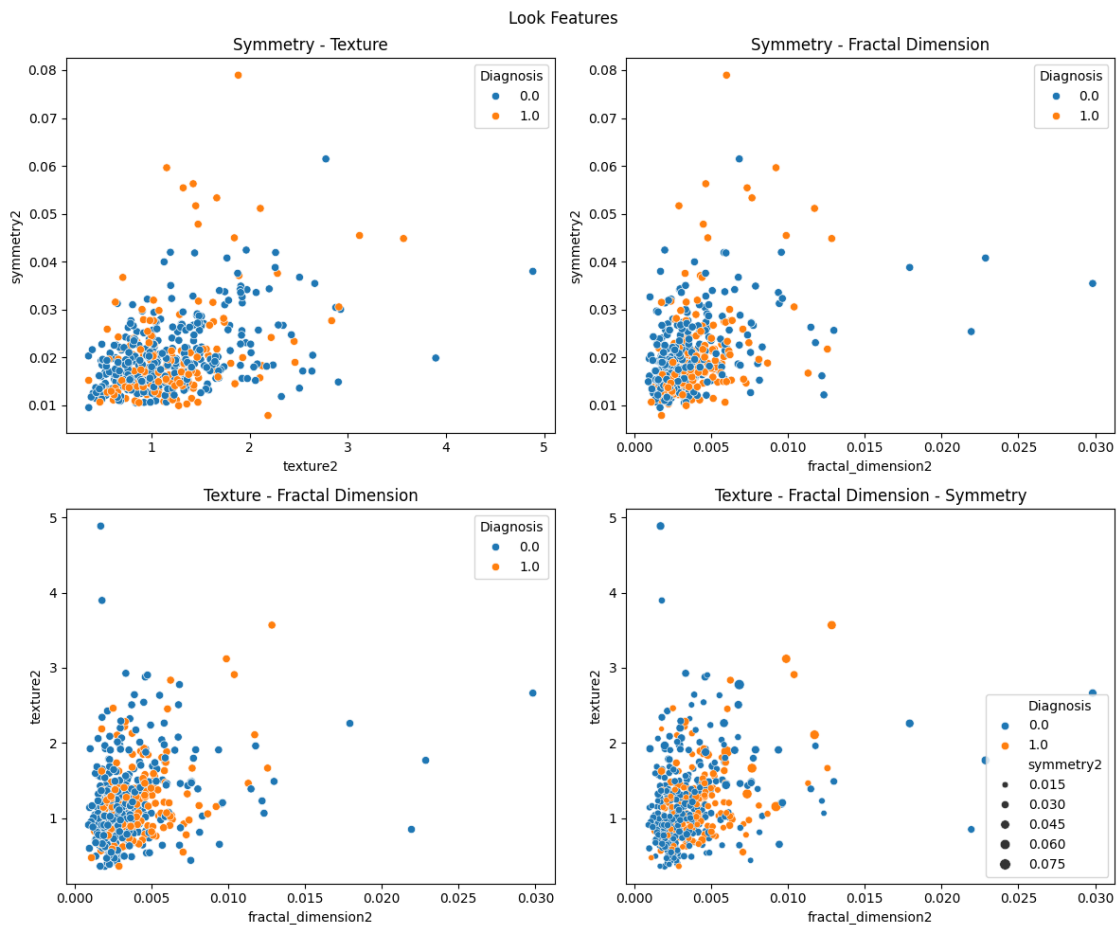 Look Features
Symmetry - Texture
0.08
0.07
0.06
0.05
0.04
0.03
0.02
0.01
symmetry2
1 2 3 4 5
texture2
Diagnosis
0.0
1.0
Symmetry - Fractal Dimension
0.08
0.07
0.06
0.05
0.04
0.03
0.02
0.01
symmetry2
0.000 0.005 0.010 0.015 0.020 0.025 0.030
fractal_dimension2
Diagnosis
0.0
1.0
Texture - Fractal Dimension
5
4
3
2
1
texture2
0.000 0.005 0.010 0.015 0.020 0.025 0.030
fractal_dimension2
Diagnosis
0.0
1.0
Texture - Fractal Dimension - Symmetry
5
4
3
2
1
texture2
0.000 0.005 0.010 0.015 0.020 0.025 0.030
fractal_dimension2
Diagnosis
0.0
1.0
symmetry2
0.015
0.030
0.045
0.060
0.075